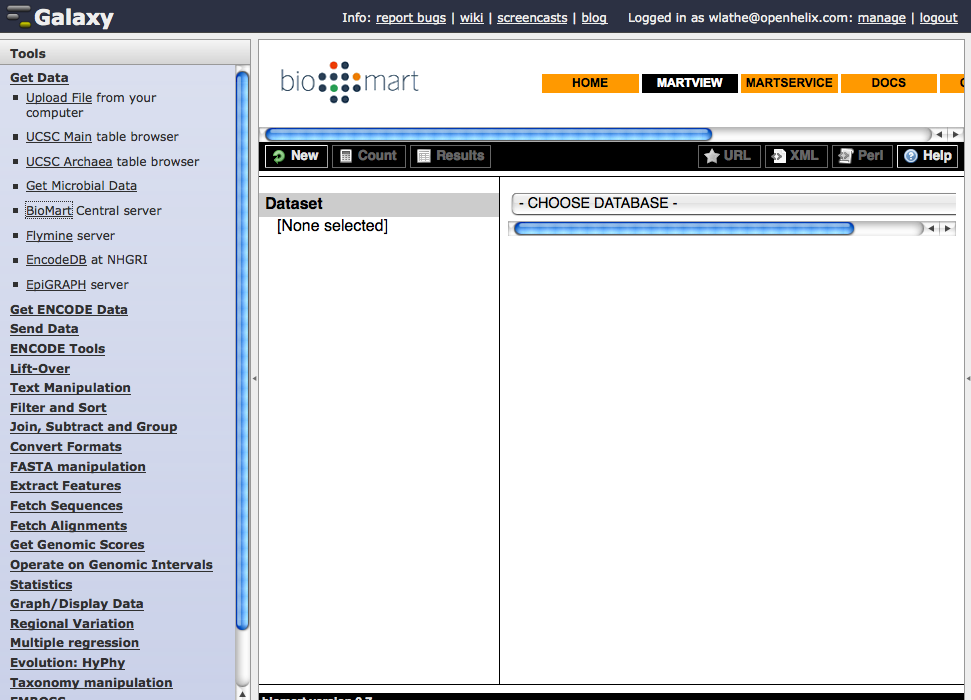 Galaxy
Info: report bugs | wiki | screencasts | blog Logged in as wlathe@openhelix.com: manage | logout
Tools
Get Data
Upload File from your
computer
UCSC Main table browser
UCSC Archaea table browser
Get Microbial Data
BioMart Central server
Flymine server
EncodeDB at NHGRI
EpiGRAPH server
Get ENCODE Data
Send Data
ENCODE Tools
Lift-Over
Text Manipulation
Filter and Sort
Join, Subtract and Group
Convert Formats
FASTA manipulation
Extract Features
Fetch Sequences
Fetch Alignments
Get Genomic Scores
Operate on Genomic Intervals
Statistics
Graph/Display Data
Regional Variation
Multiple regression
Evolution: HyPhy
Taxonomy manipulation
bio mart
HOME MARTVIEW MARTSERVICE DOCS
New Count Results URL XML Perl Help
Dataset
[None selected]
- CHOOSE DATABASE -